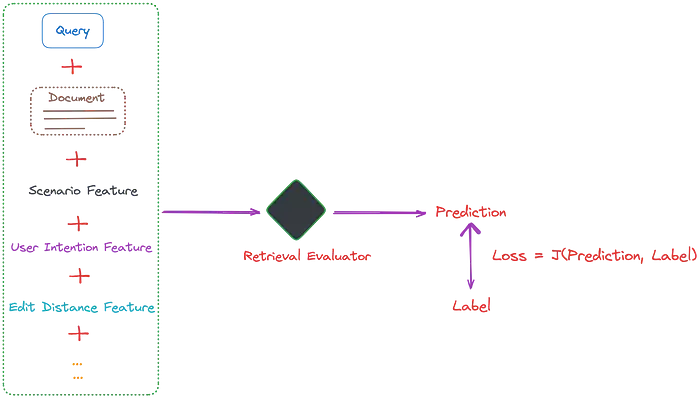 Query
+
Document
+
Scenario Feature
+
User Intention Feature
+
Edit Distance Feature
+
...
...
Retrieval Evaluator
Prediction
Loss = J(Prediction, Label)
Label